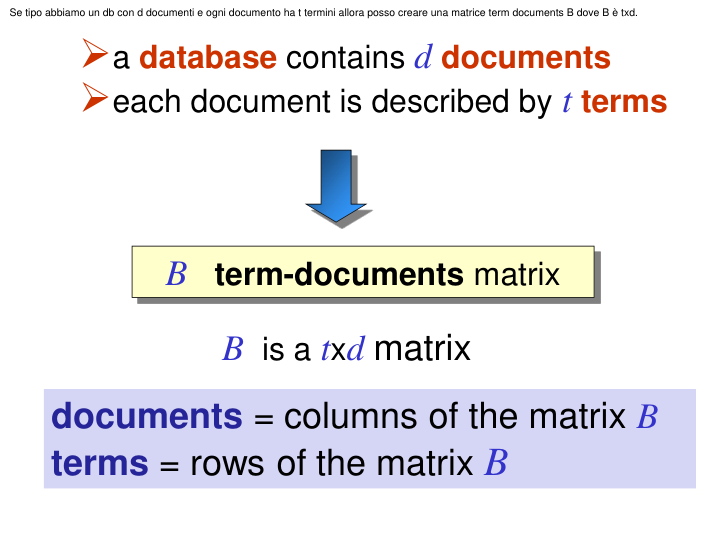 Se tipo abbiamo un db con d documenti e ogni documento ha t termini allora posso creare una matrice term documents B dove B è txd.
a database contains d documents
each document is described by t terms
B term-documents matrix
B is a txd matrix
documents = columns of the matrix B
terms = rows of the matrix B